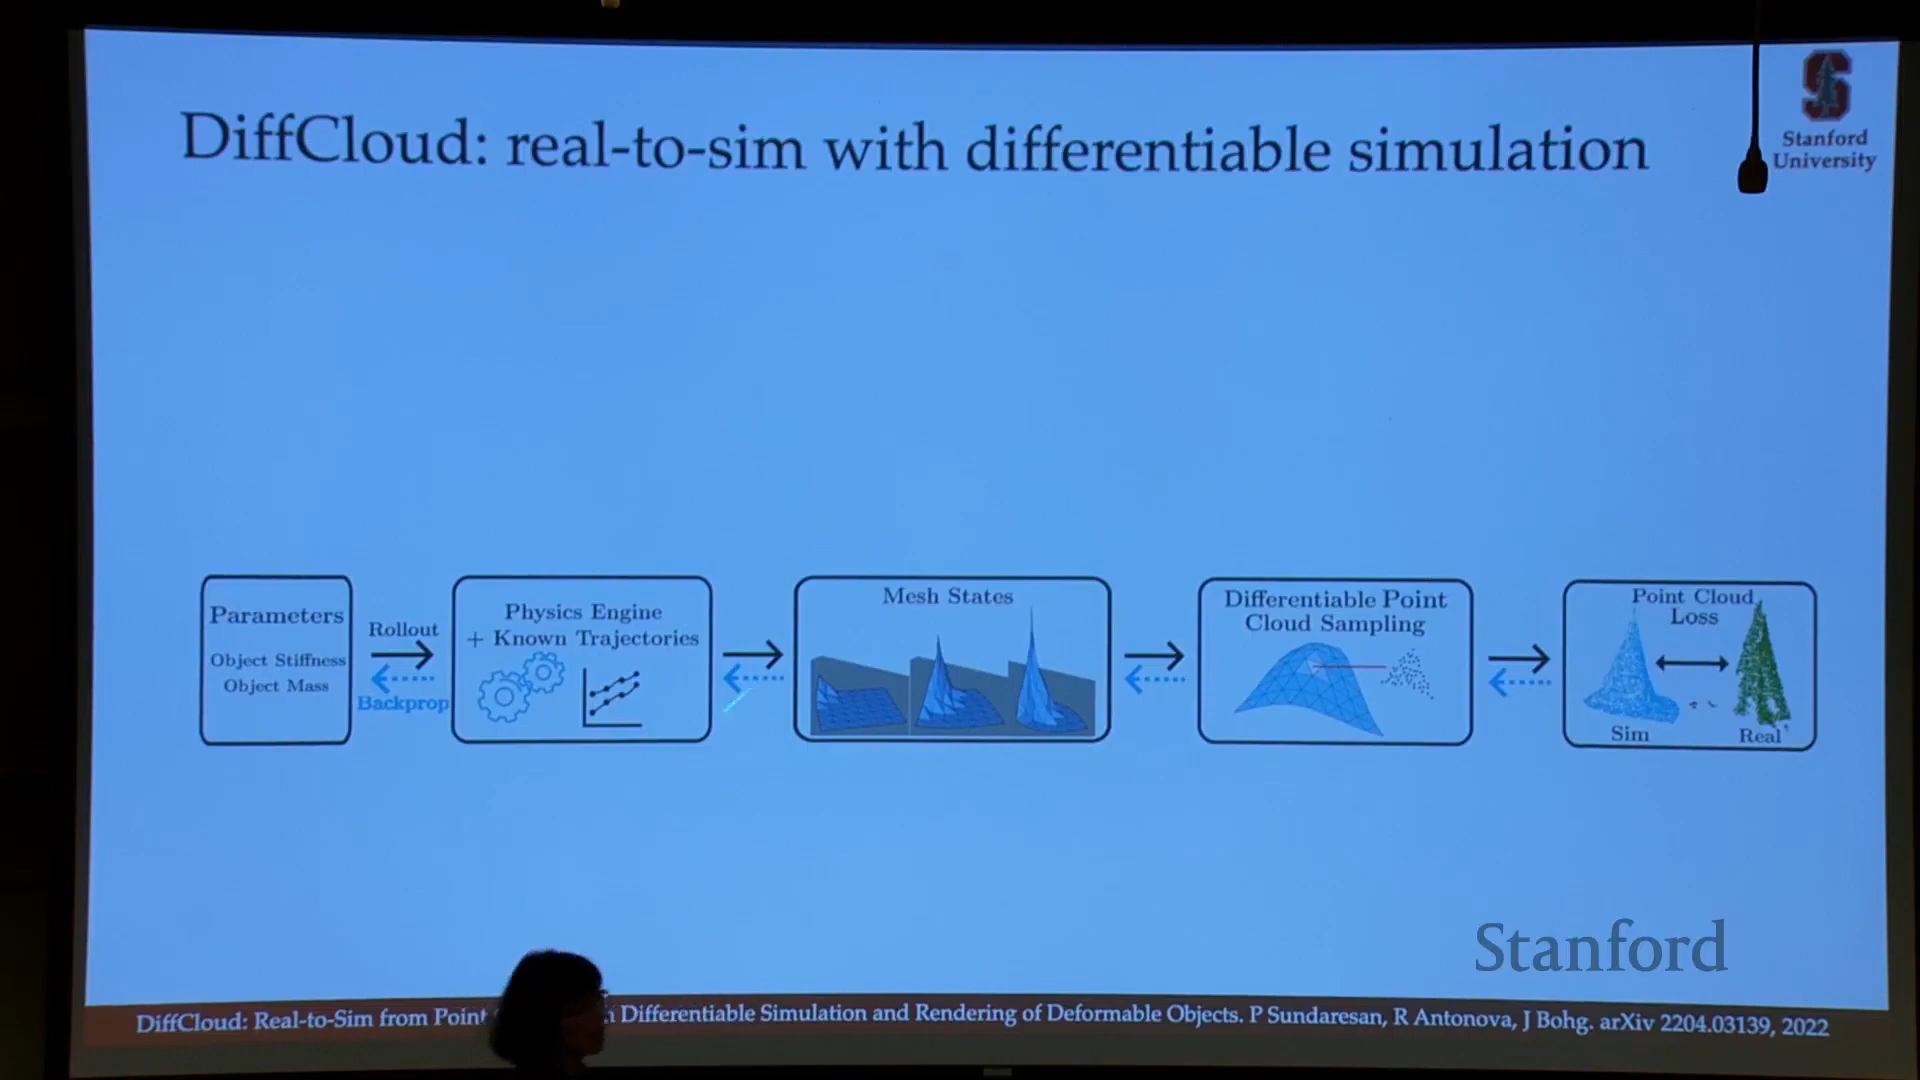 DiffCloud: real-to-sim with differentiable simulation
Stanford
University
Parameters
Object Stiffness
Object Mass
Rollout
Backprop
Physics Engine
+ Known Trajectories
Mesh States
Differentiable Point
Cloud Sampling
Point Cloud
Loss
Sim
Real
Stanford
DiffCloud: Real-to-Sim from Point Differentiable Simulation and Rendering of Deformable Objects. P Sundaresan, R Antonova, J Bohg. arXiv 2204.03139, 2022